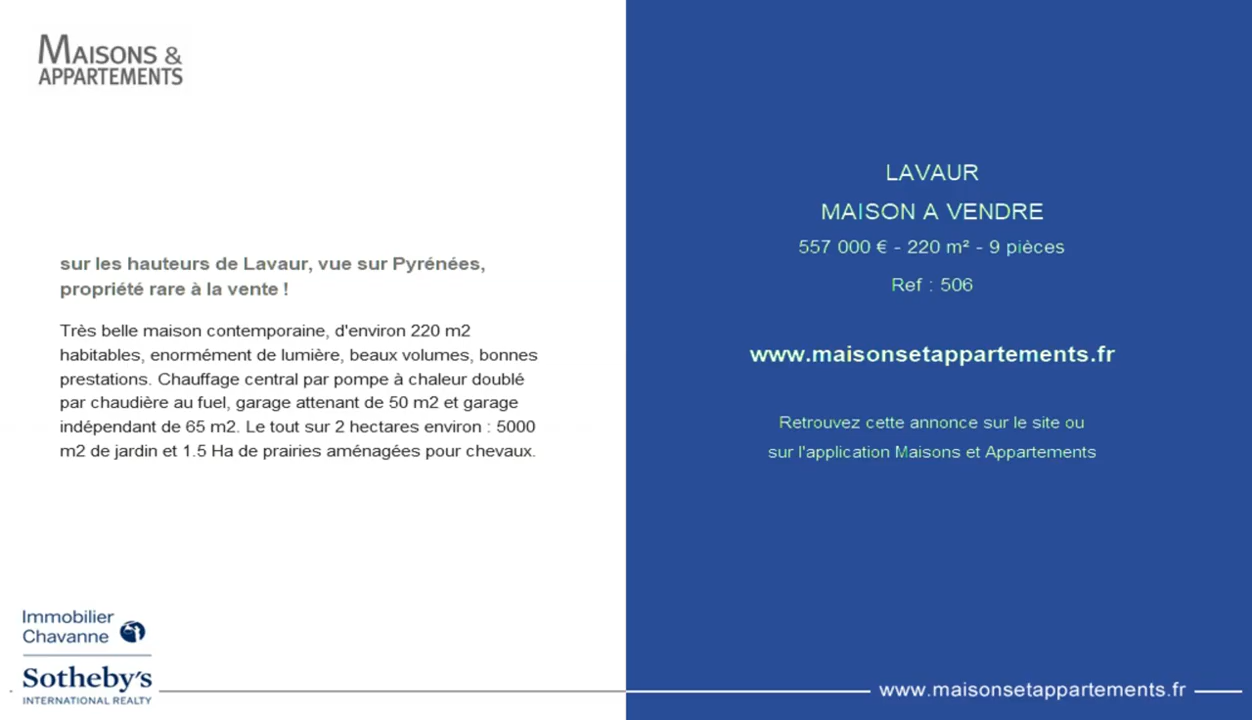 MAISONS &
APPARTEMENTS
sur les hauteurs de Lavaur, vue sur Pyrénées,
propriété rare à la vente !
Très belle maison contemporaine, d'environ 220 m2
habitables, enormément de lumière, beaux volumes, bonnes
prestations. Chauffage central par pompe à chaleur doublé
par chaudière au fuel, garage attenant de 50 m2 et garage
indépendant de 65 m2. Le tout sur 2 hectares environ : 5000
m2 de jardin et 1.5 Ha de prairies aménagées pour chevaux.
Immobilier
Chavanne
Sotheby's
INTERNATIONAL REALTY
LAVAUR
MAISON A VENDRE
557 000 € - 220 m² - 9 pièces
Ref : 506
www.maisonsetappartements.fr
Retrouvez cette annonce sur le site ou
sur l'application Maisons et Appartements
www.maisonsetappartements.fr